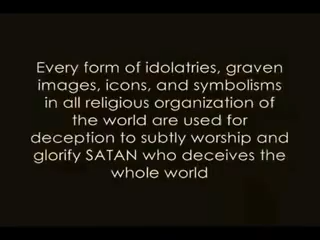 Every form of idolatries, graven
images, icons, and symbolisms
in all religious organization of
the world are used for
deception to subtly worship and
glorify SATAN who deceives the
whole world